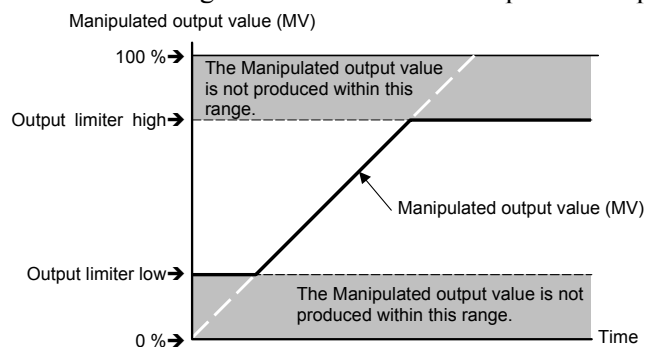 Manipulated output value (MV)
100 %
The Manipulated output value
is not produced within this
range.
Output limiter high
Manipulated output value (MV)
Output limiter low
The Manipulated output value is not
produced within this range.
0 %
Time